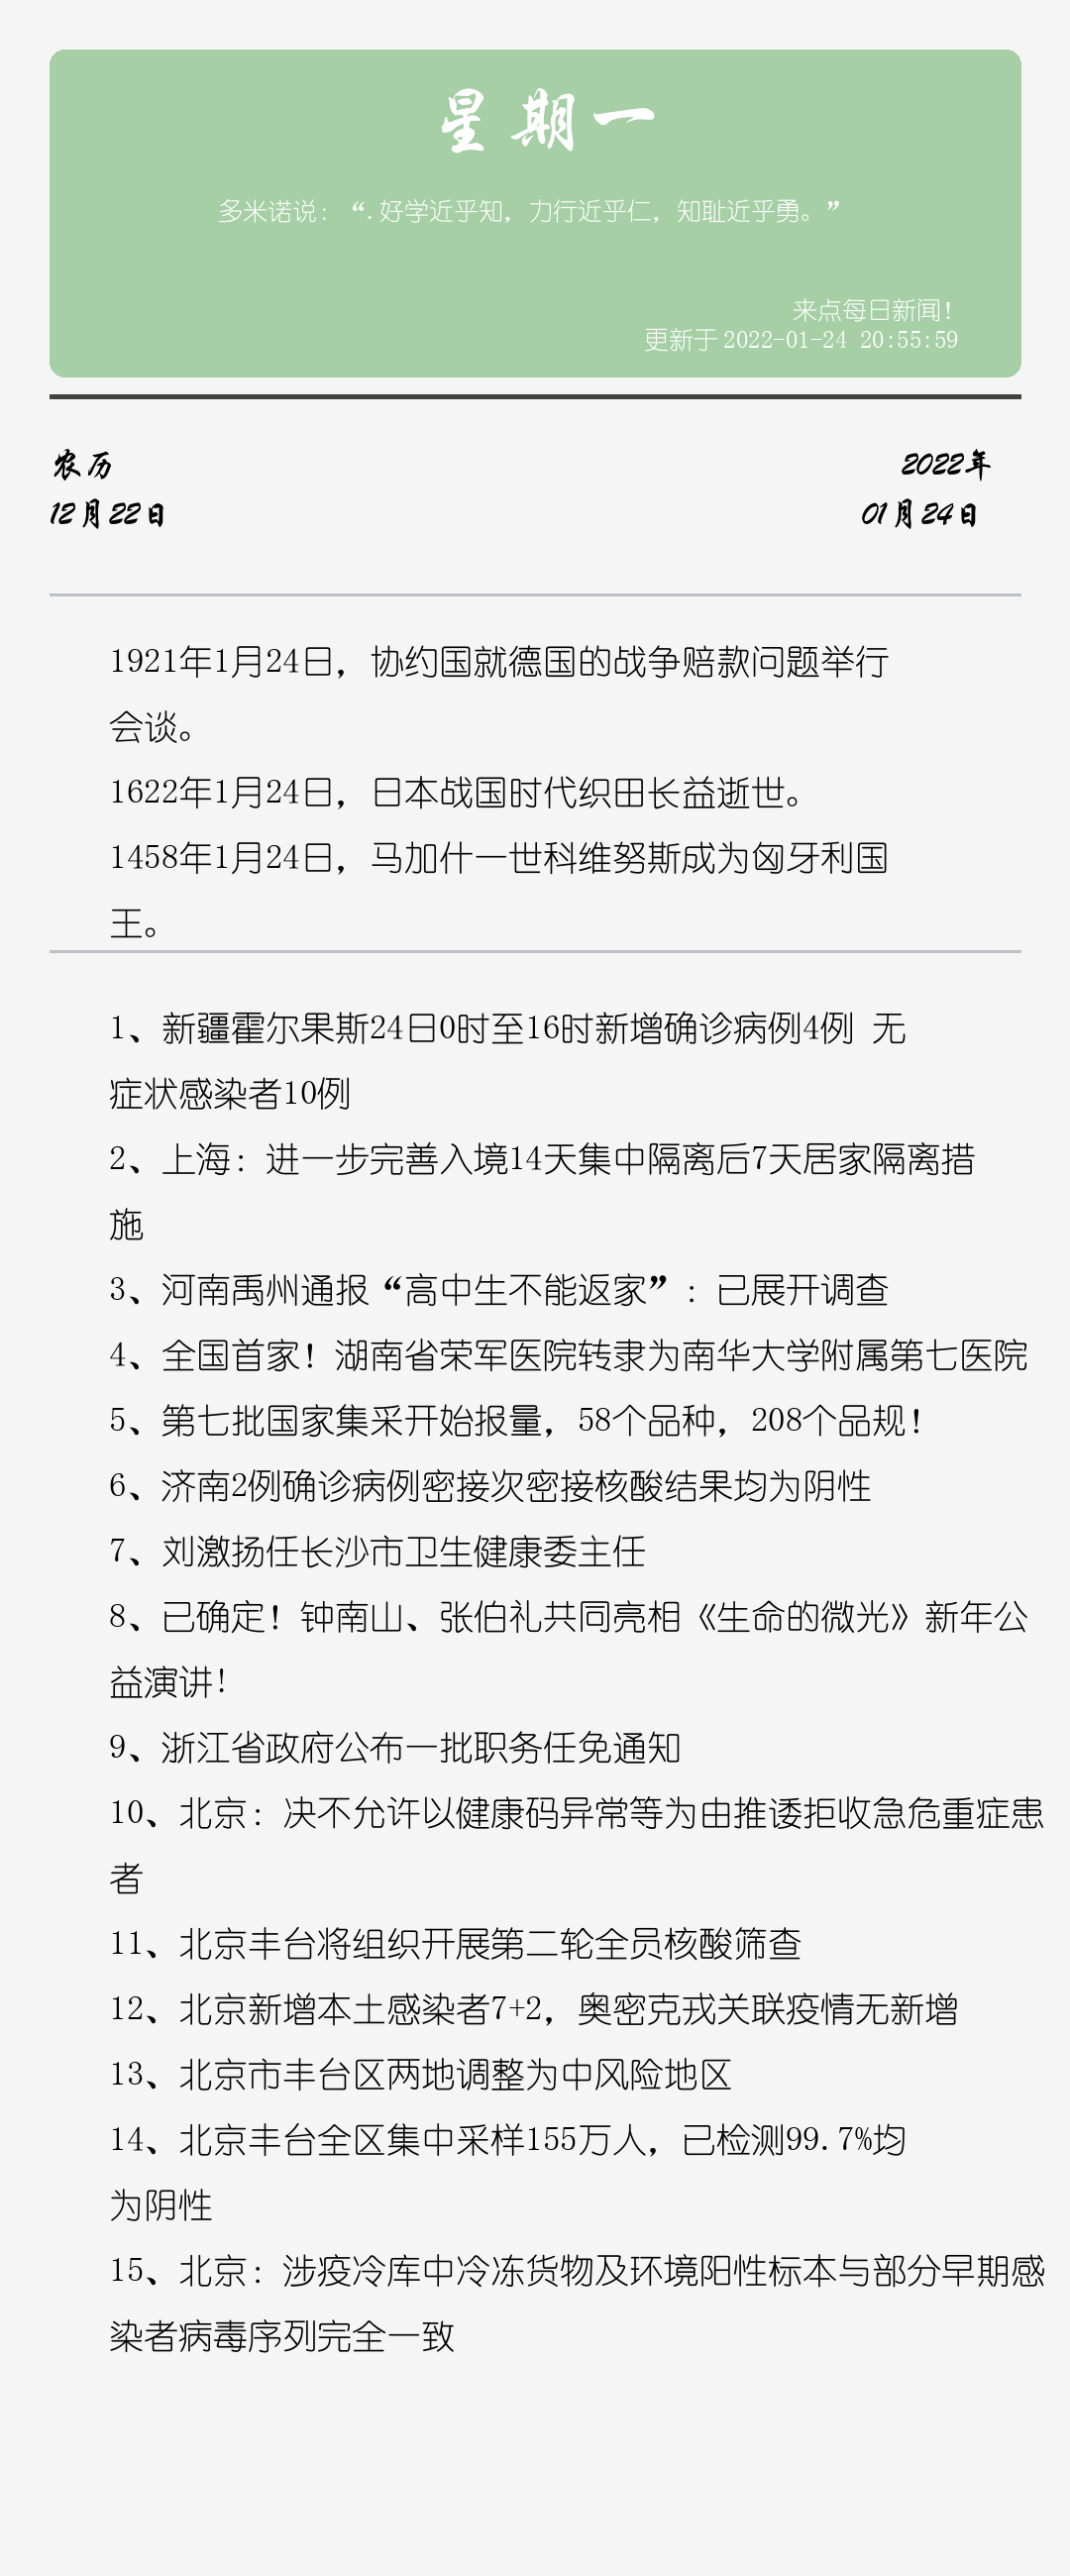 星期一
多米诺说：“.好学近乎知，力行近乎仁，知耻近乎勇。”
来点每日新闻！
更新于 2022-01-24 20:55:59
农历
12月22日
2022年
01月24日
1921年1月24日，协约国就德国的战争赔款问题举行
会谈。
1622年1月24日，日本战国时代织田长益逝世。
1458年1月24日，马加什一世科维努斯成为匈牙利国
王。
1、新疆霍尔果斯24日0时至16时新增确诊病例4例 无
症状感染者10例
2、上海：进一步完善入境14天集中隔离后7天居家隔离措
施
3、河南禹州通报“高中生不能返家”：已展开调查
4、全国首家！湖南省荣军医院转隶为南华大学附属第七医院
5、第七批国家集采开始报量，58个品种，208个品规！
6、济南2例确诊病例密接次密接核酸结果均为阴性
7、刘激扬任长沙市卫生健康委主任
8、已确定！钟南山、张伯礼共同亮相《生命的微光》新年公
益演讲！
9、浙江省政府公布一批职务任免通知
10、北京：决不允许以健康码异常等为由推诿拒收急危重症患
者
11、北京丰台将组织开展第二轮全员核酸筛查
12、北京新增本土感染者7+2，奥密克戎关联疫情无新增
13、北京市丰台区两地调整为中风险地区
14、北京丰台全区集中采样155万人，已检测99.7%均
为阴性
15、北京：涉疫冷库中冷冻货物及环境阳性标本与部分早期感
染者病毒序列完全一致